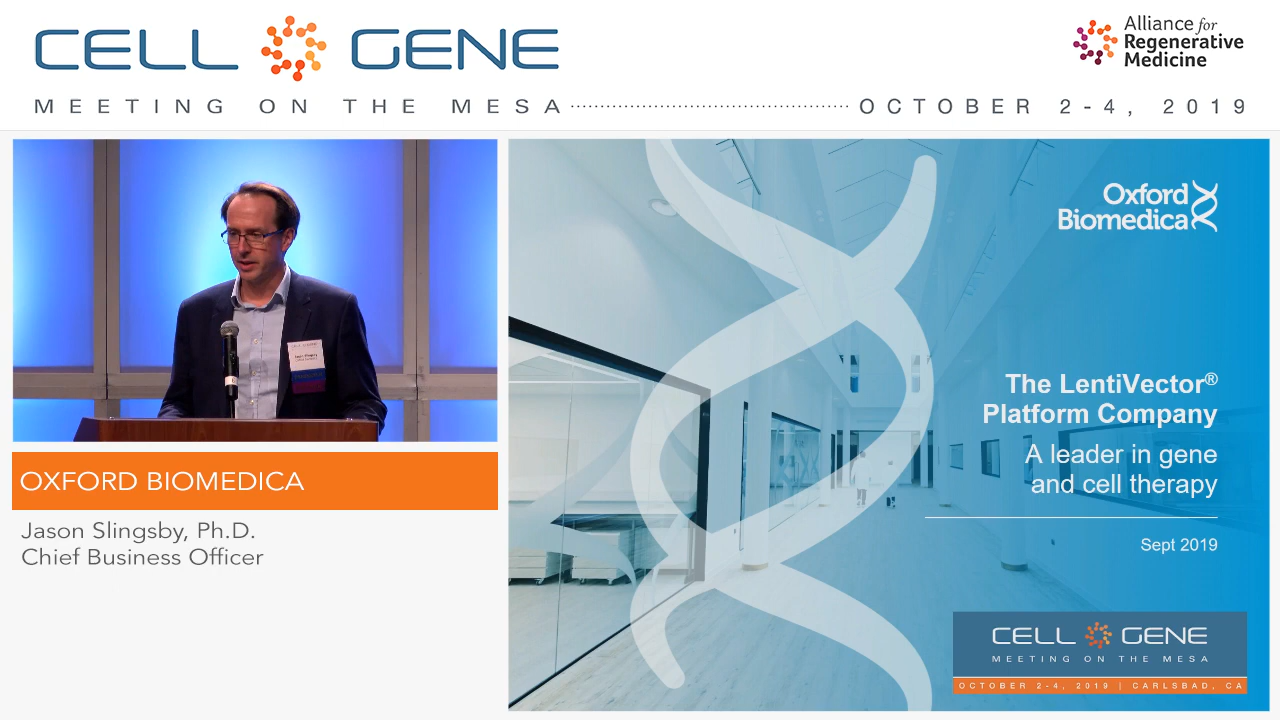 CELL GENE
Alliance for
Regenerative
Medicine
MEETING ON THE MESA
OCTOBER 2-4, 2019
OXFORD BIOMEDICA
Jason Slingsby, Ph.D.
Chief Business Officer
Oxford
Biomedica
The LentiVector®
Platform Company
A leader in gene
and cell therapy
Sept 2019
CELL GENE
MEETING ON THE MESA
OCTOBER 2-4, 2019 | CARLSBAD, CA